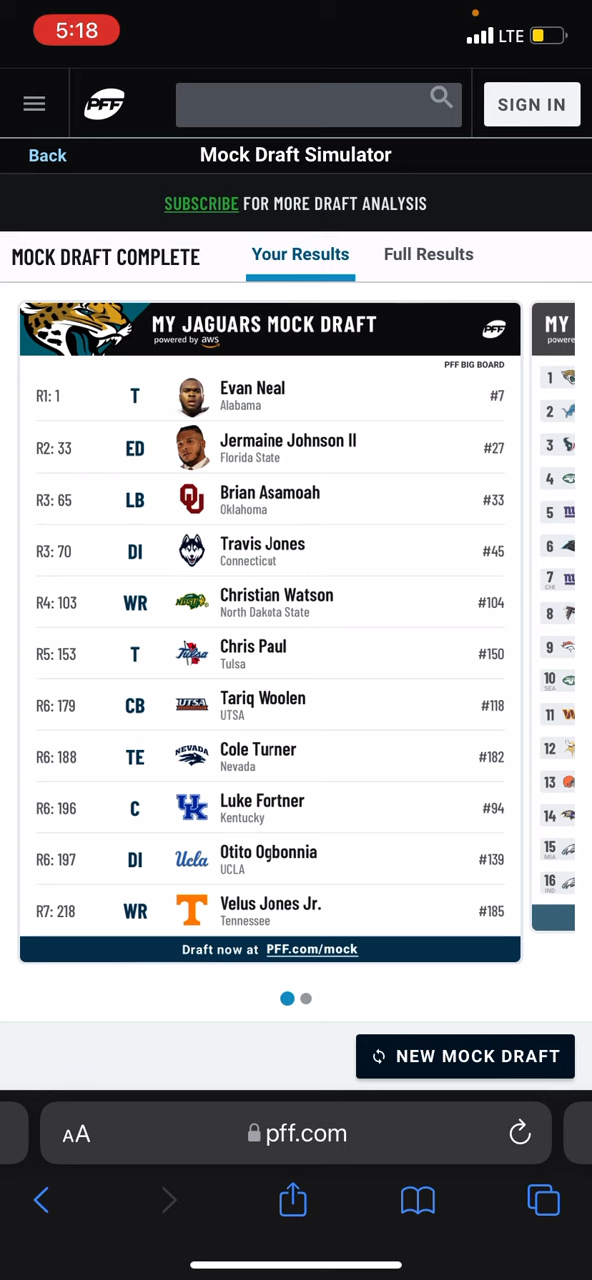 5:18
LTE
PFF
SIGN IN
Back
Mock Draft Simulator
SUBSCRIBE FOR MORE DRAFT ANALYSIS
MOCK DRAFT COMPLETE
Your Results
Full Results
MY JAGUARS MOCK DRAFT
powered by aws
PFF
PFF BIG BOARD
R1: 1 T Evan Neal #7
Alabama
R2: 33 ED Jermaine Johnson II #27
Florida State
R3: 65 LB Brian Asamoah #33
Oklahoma
R3: 70 DI Travis Jones #45
Connecticut
R4: 103 WR Christian Watson #104
North Dakota State
R5: 153 T Chris Paul #150
Tulsa
R6: 179 CB Tariq Woolen #118
UTSA
R6: 188 TE Cole Turner #182
Nevada
R6: 196 C Luke Fortner #94
Kentucky
R6: 197 DI Otito Ogbonnia #139
UCLA
R7: 218 WR Velus Jones Jr. #185
Tennessee
Draft now at PFF.com/mock
MY
powere
1
2
3
4
5
6
7
CHI
8
9
10
SEA
11
12
13
14
15
MIA
16
IND
NEW MOCK DRAFT
AA
pff.com